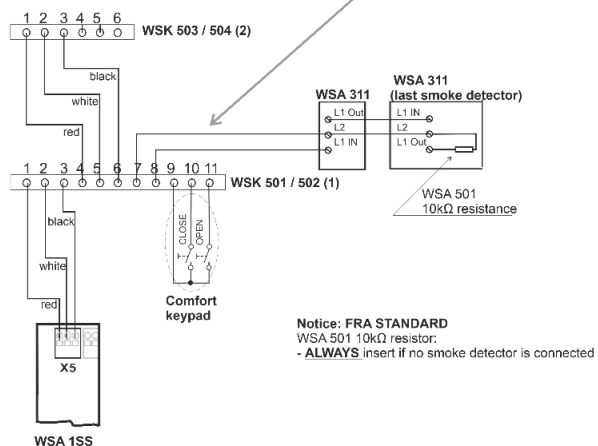 1 2 3 4 5 6
WSK 503 / 504 (2)
black
white
red
WSA 311
WSA 311
(last smoke detector)
L1 Out
L2
L1 IN
L1 IN
L2
L1 Out
1 2 3 4 5 6 7 8 9 10 11
WSK 501 / 502 (1)
WSA 501
10kΩ resistance
black
white
red
CLOSE
OPEN
Comfort
keypad
X5
WSA 1SS
Notice: FRA STANDARD
WSA 501 10kΩ resistor:
- ALWAYS insert if no smoke detector is connected